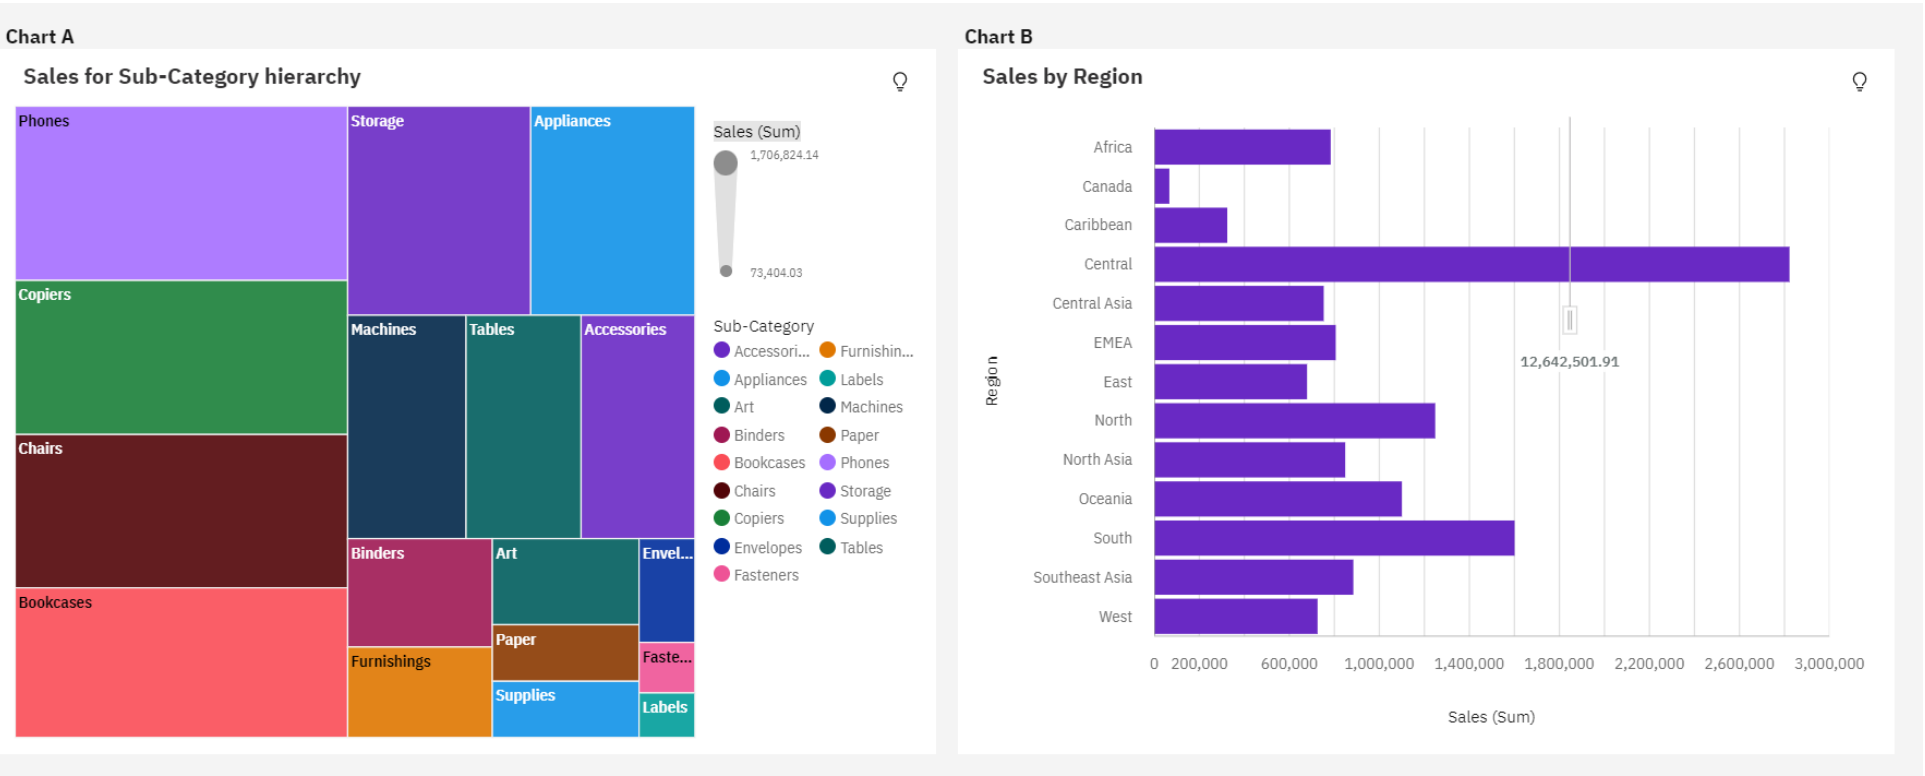 Chart A
Sales for Sub-Category hierarchy
Phones
Storage
Appliances
Copiers
Machines
Tables
Accessories
Chairs
Binders
Art
Envel...
Bookcases
Paper
Furnishings
Faste...
Supplies
Labels
Sales (Sum)
1,706,824.14
73,404.03
Sub-Category
Accessori...
Furnishin...
Appliances
Labels
Art
Machines
Binders
Paper
Bookcases
Phones
Chairs
Storage
Copiers
Supplies
Envelopes
Tables
Fasteners
Chart B
Sales by Region
Region
Africa
Canada
Caribbean
Central
Central Asia
EMEA
East
North
North Asia
Oceania
South
Southeast Asia
West
12,642,501.91
0 200,000 600,000 1,000,000 1,400,000 1,800,000 2,200,000 2,600,000 3,000,000
Sales (Sum)